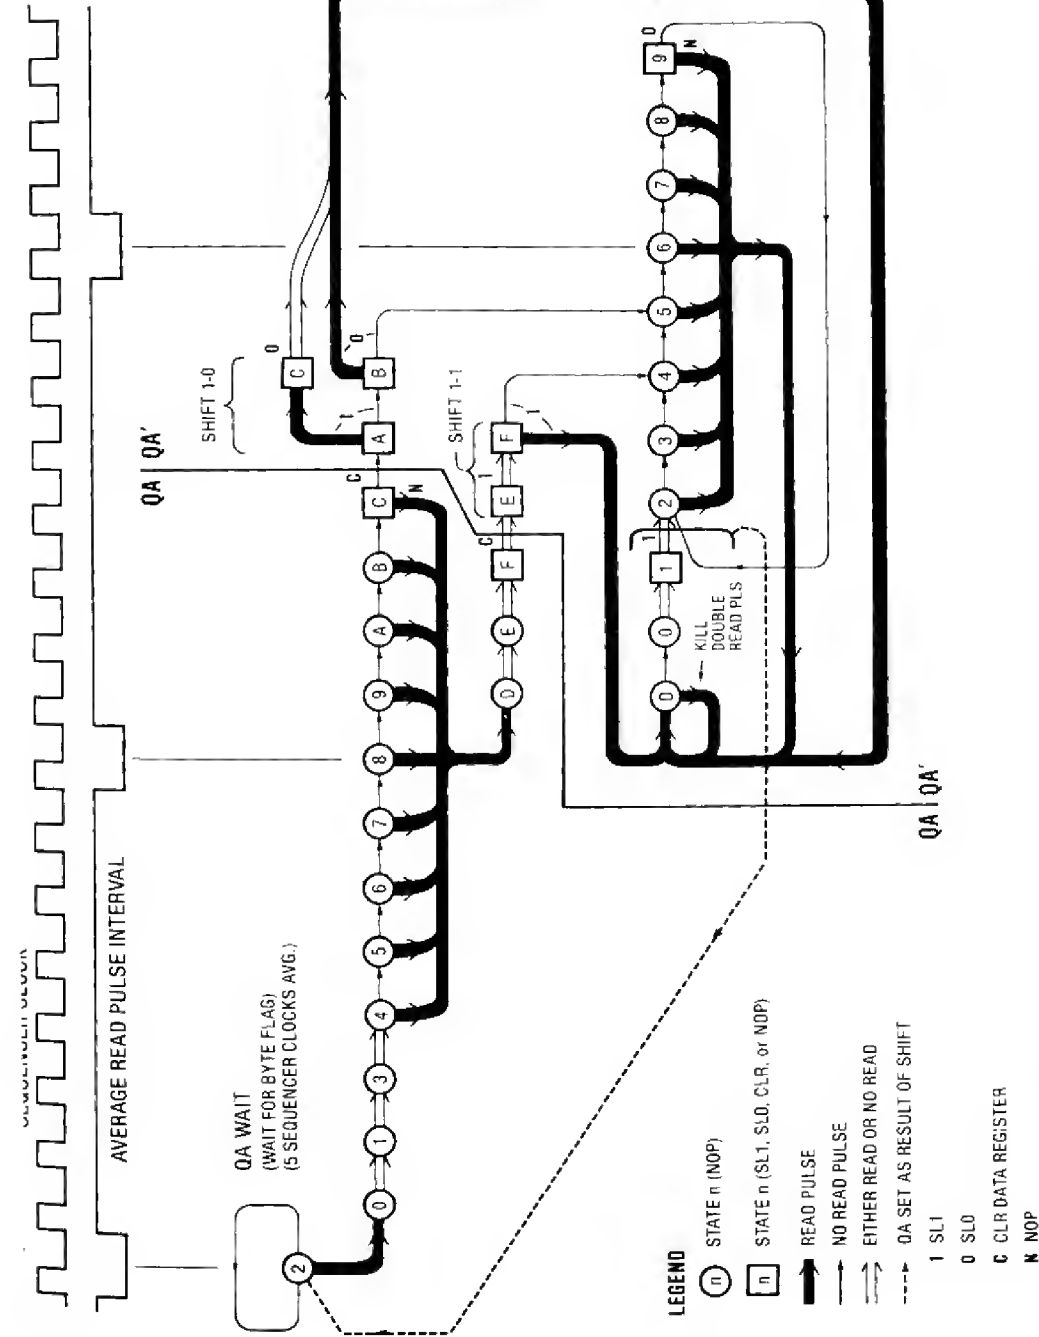 AVERAGE READ PULSE INTERVAL
QA WAIT
(WAIT FOR BYTE FLAG)
(5 SEQUENCER CLOCKS AVG.)
2
0
1
3
4
5
6
7
8
9
A
B
C
C
N
QA QA'
SHIFT 1-0
A
1
B
0
C
0
D
E
F
C
SHIFT 1-1
E
1
F
1
0
KILL
DOUBLE
READ PLS
0
1
1
2
3
4
5
6
7
8
9
0
N
QA QA'
LEGEND
n STATE n (NOP)
n STATE n (SL1, SL0, CLR, or NOP)
READ PULSE
NO READ PULSE
EITHER READ OR NO READ
QA SET AS RESULT OF SHIFT
1 SL1
0 SL0
C CLR DATA REGISTER
N NOP